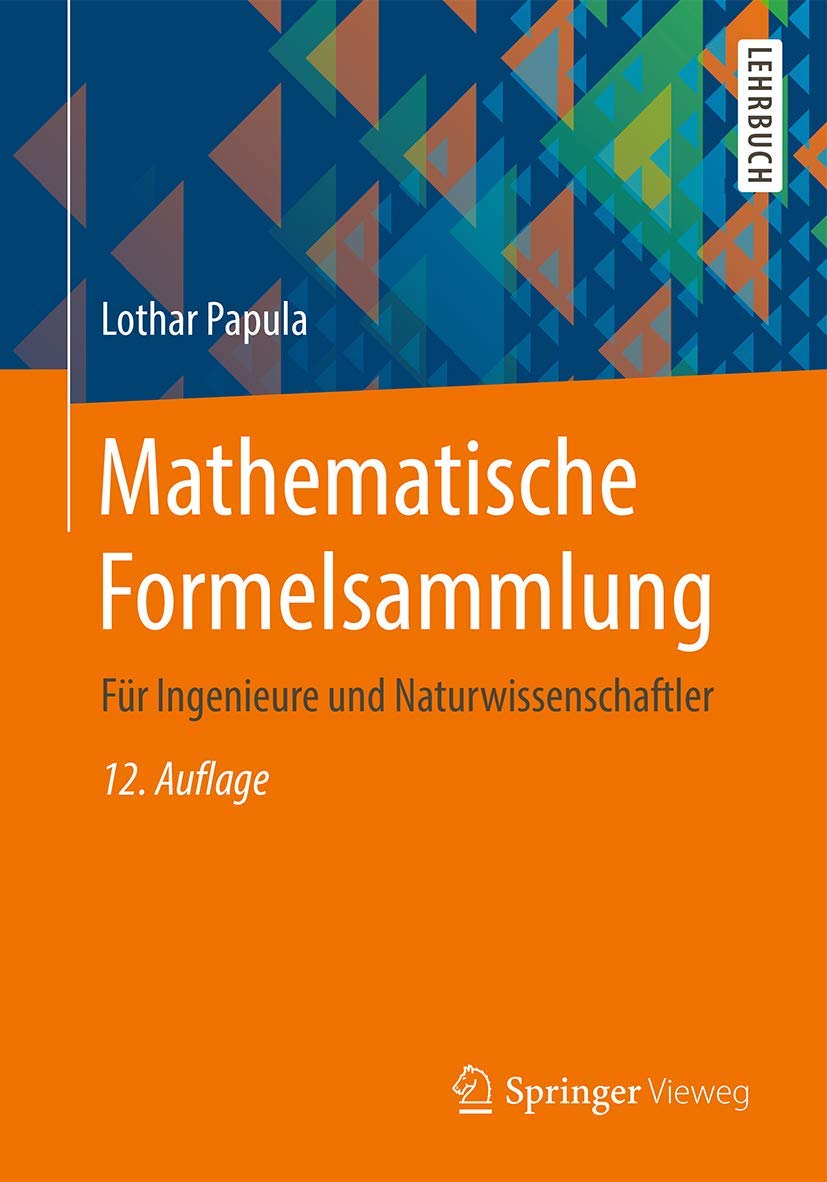 LEHRBUCH
Lothar Papula
Mathematische
Formelsammlung
Für Ingenieure und Naturwissenschaftler
12. Auflage
Springer Vieweg